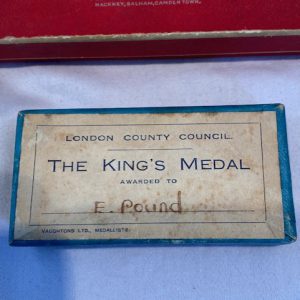 HACKNEY, BALHAM, CAMDEN TOWN.
LONDON COUNTY COUNCIL.
THE KING'S MEDAL
AWARDED TO
E. Pound
VAUGHTONS LTD., MEDALLISTS.